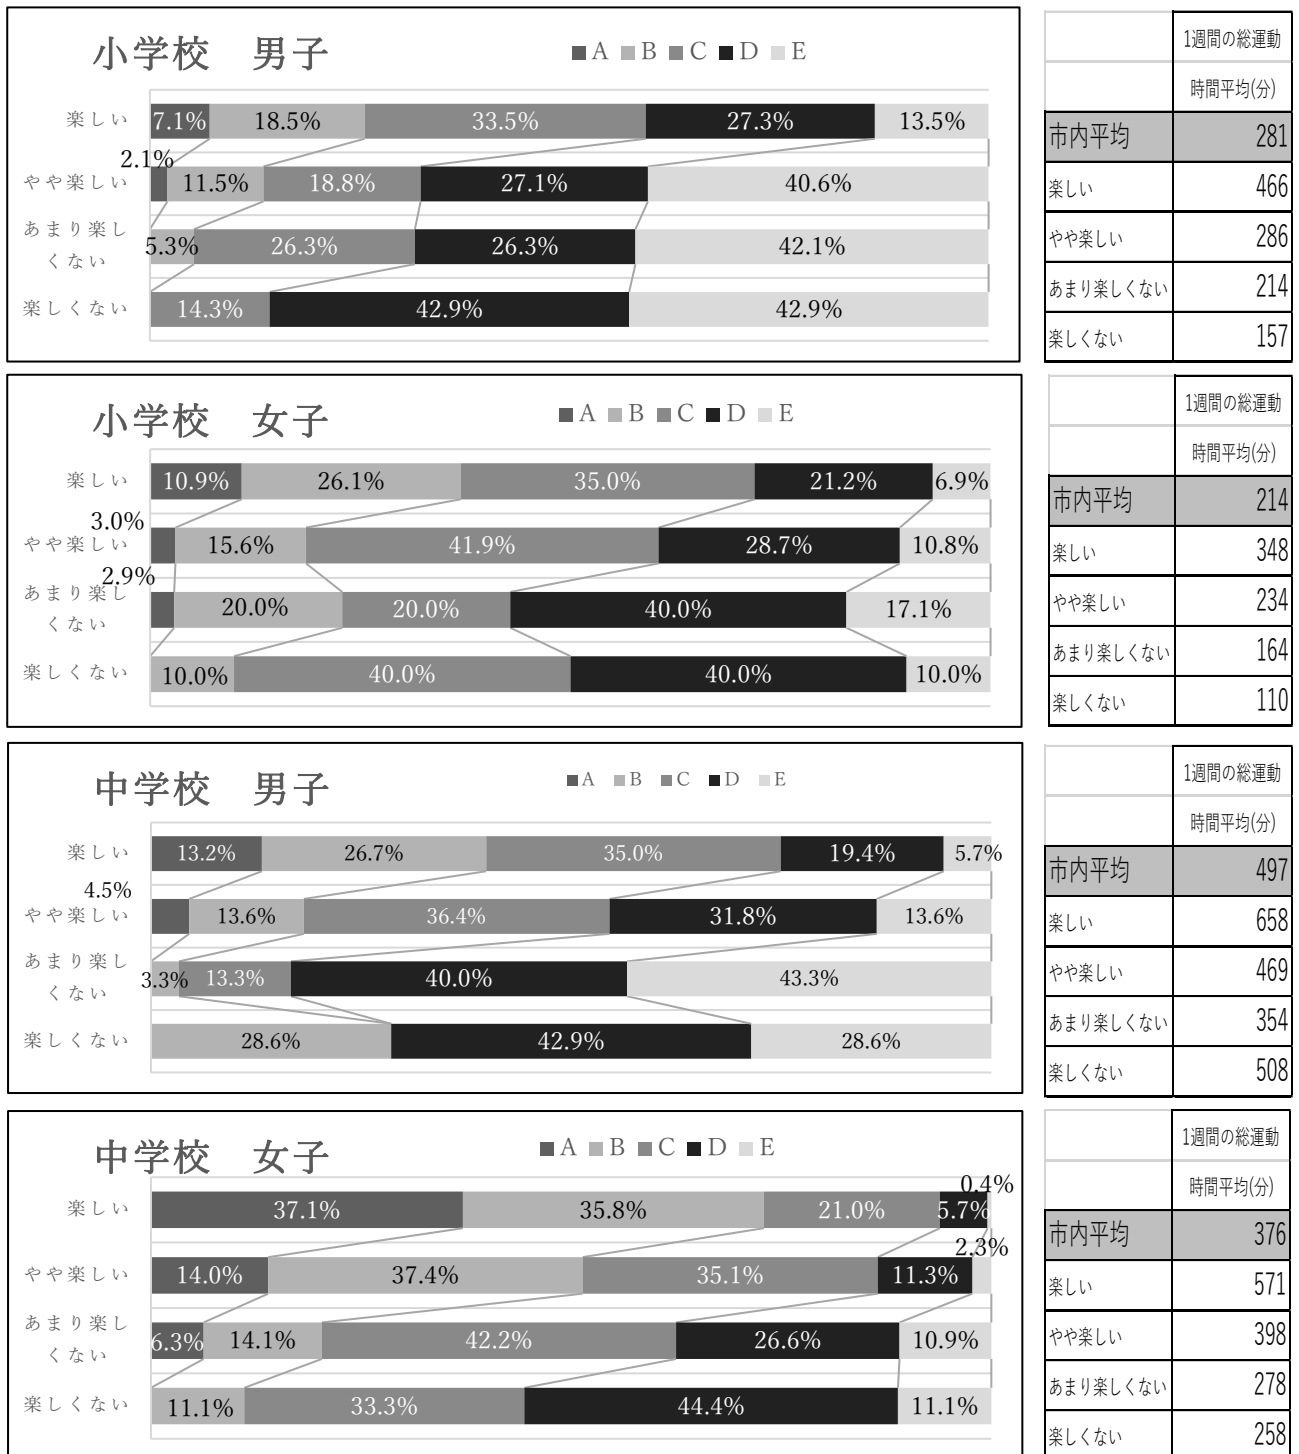 小学校　男子
■A ■B ■C ■D ■E
楽しい 7.1% 18.5% 33.5% 27.3% 13.5%
2.1%
やや楽しい 11.5% 18.8% 27.1% 40.6%
あまり楽し
くない 5.3% 26.3% 26.3% 42.1%
楽しくない 14.3% 42.9% 42.9%
1週間の総運動
時間平均(分)
市内平均 281
楽しい 466
やや楽しい 286
あまり楽しくない 214
楽しくない 157
小学校　女子
■A ■B ■C ■D ■E
楽しい 10.9% 26.1% 35.0% 21.2% 6.9%
3.0%
やや楽しい 15.6% 41.9% 28.7% 10.8%
2.9%
あまり楽し
くない 20.0% 20.0% 40.0% 17.1%
楽しくない 10.0% 40.0% 40.0% 10.0%
1週間の総運動
時間平均(分)
市内平均 214
楽しい 348
やや楽しい 234
あまり楽しくない 164
楽しくない 110
中学校　男子
■A ■B ■C ■D ■E
楽しい 13.2% 26.7% 35.0% 19.4% 5.7%
4.5%
やや楽しい 13.6% 36.4% 31.8% 13.6%
あまり楽し
くない 3.3% 13.3% 40.0% 43.3%
楽しくない 28.6% 42.9% 28.6%
1週間の総運動
時間平均(分)
市内平均 497
楽しい 658
やや楽しい 469
あまり楽しくない 354
楽しくない 508
中学校　女子
■A ■B ■C ■D ■E
0.4%
楽しい 37.1% 35.8% 21.0% 5.7%
2.3%
やや楽しい 14.0% 37.4% 35.1% 11.3%
あまり楽し
くない 6.3% 14.1% 42.2% 26.6% 10.9%
楽しくない 11.1% 33.3% 44.4% 11.1%
1週間の総運動
時間平均(分)
市内平均 376
楽しい 571
やや楽しい 398
あまり楽しくない 278
楽しくない 258